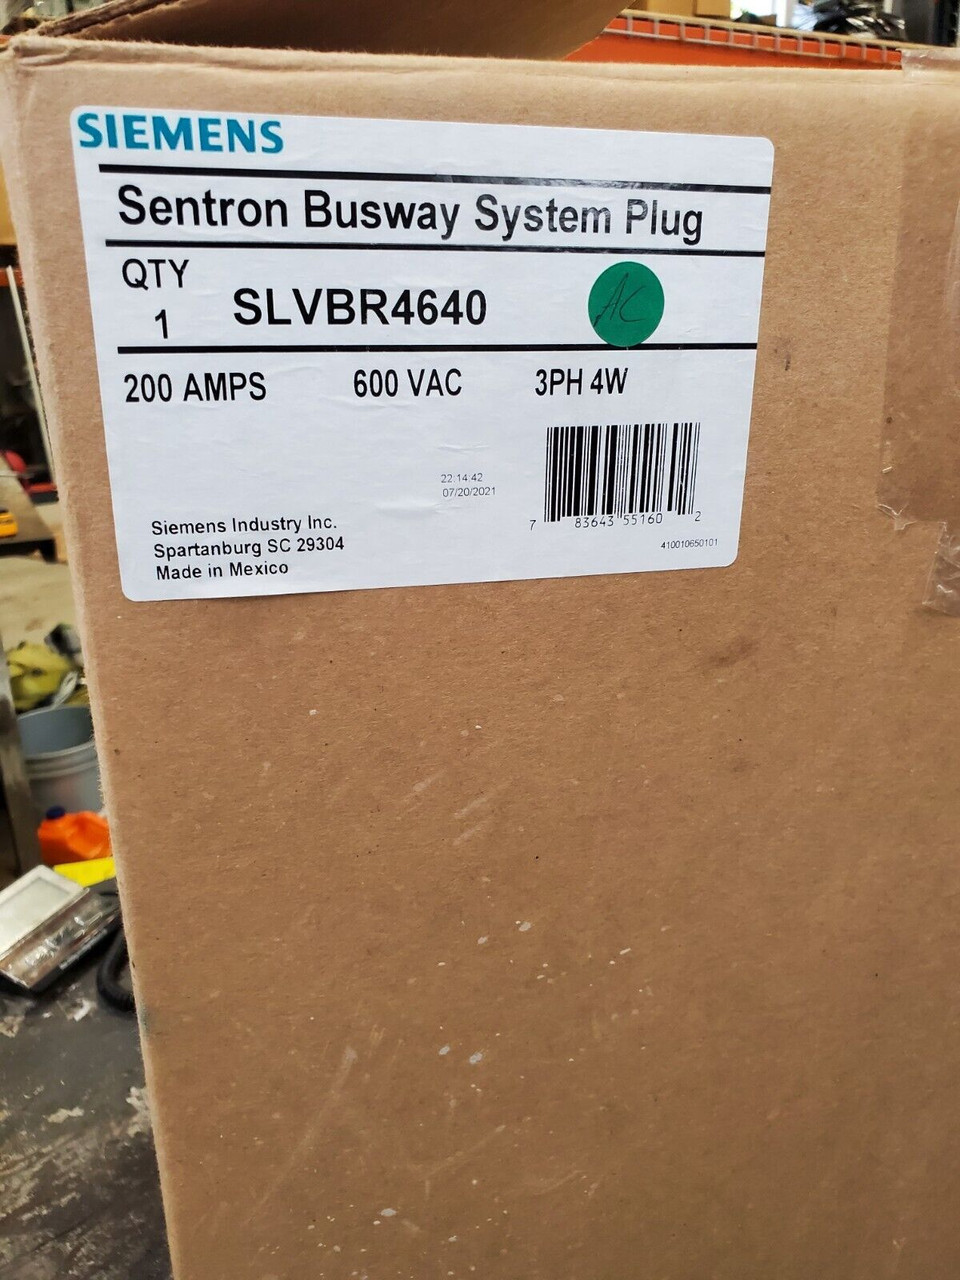 SIEMENS
Sentron Busway System Plug
QTY
1
SLVBR4640
AC
200 AMPS 600 VAC 3PH 4W
22:14:42
07/20/2021
7 83643 55160 2
410010650101
Siemens Industry Inc.
Spartanburg SC 29304
Made in Mexico